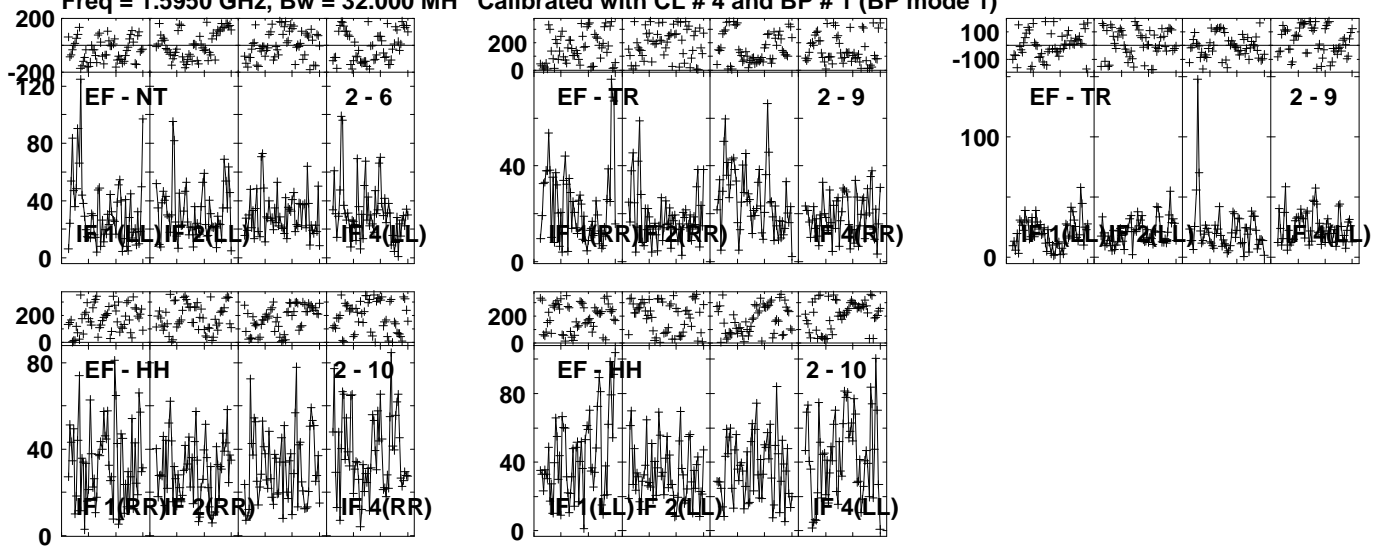 Freq = 1.5950 GHz, Bw = 32.000 MH Calibrated with CL # 4 and BP # 1 (BP mode 1)
200
-200
120
80
40
0
EF - NT 2 - 6
IF 1(LL) IF 2(LL) IF 4(LL)
200
0
40
0
EF - TR 2 - 9
IF 1(RR) IF 2(RR) IF 4(RR)
100
-100
100
0
EF - TR 2 - 9
IF 1(LL) IF 2(LL) IF 4(LL)
200
0
80
40
0
EF - HH 2 - 10
IF 1(RR) IF 2(RR) IF 4(RR)
200
0
80
40
0
EF - HH 2 - 10
IF 1(LL) IF 2(LL) IF 4(LL)